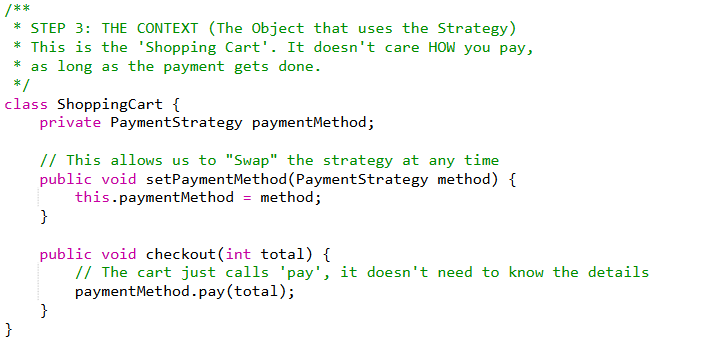 /**
 * STEP 3: THE CONTEXT (The Object that uses the Strategy)
 * This is the 'Shopping Cart'. It doesn't care HOW you pay,
 * as long as the payment gets done.
 */
class ShoppingCart {
    private PaymentStrategy paymentMethod;

    // This allows us to "Swap" the strategy at any time
    public void setPaymentMethod(PaymentStrategy method) {
        this.paymentMethod = method;
    }

    public void checkout(int total) {
        // The cart just calls 'pay', it doesn't need to know the details
        paymentMethod.pay(total);
    }
}